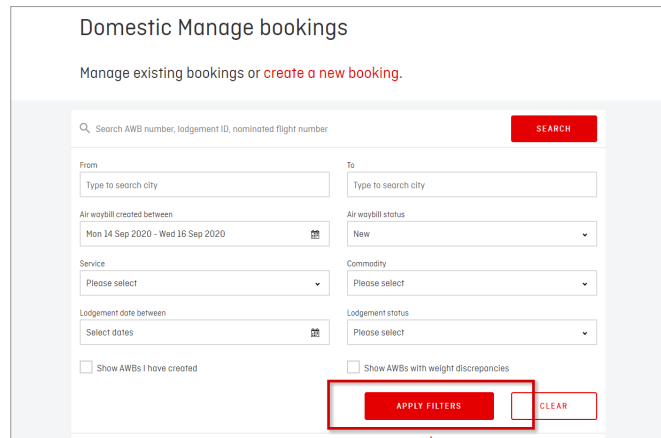 Domestic Manage bookings
Manage existing bookings or create a new booking.
Search AWB number, lodgement ID, nominated flight number
SEARCH
From
To
Type to search city
Type to search city
Air waybill created between
Air waybill status
Mon 14 Sep 2020 - Wed 16 Sep 2020
New
Service
Commodity
Please select
Please select
Lodgement date between
Lodgement status
Select dates
Please select
Show AWBs I have created
Show AWBs with weight discrepancies
APPLY FILTERS
CLEAR